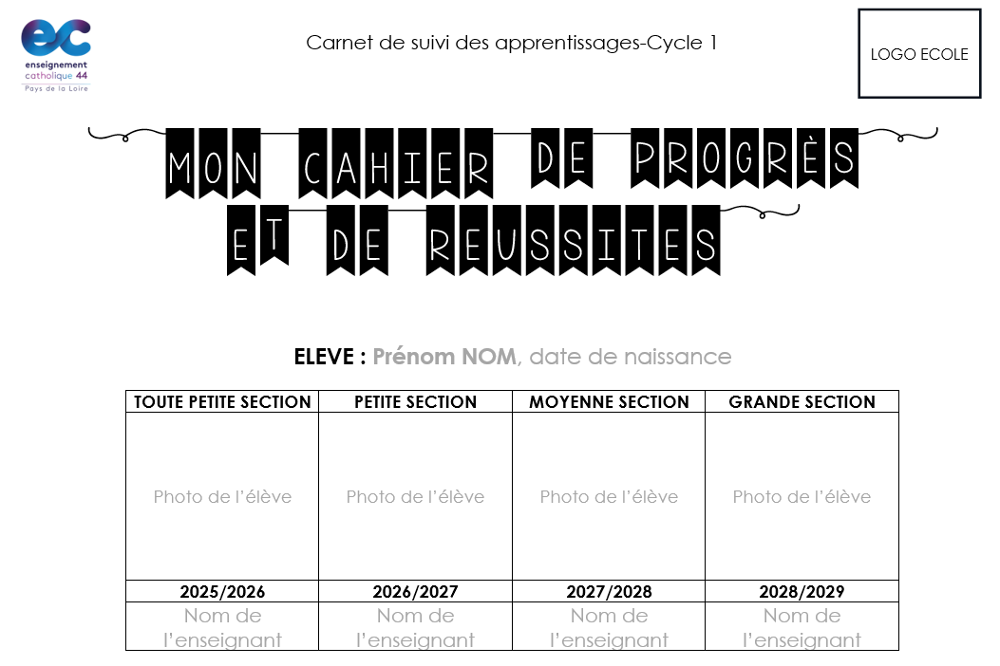 ec
enseignement
catholique 44
Pays de la Loire
Carnet de suivi des apprentissages-Cycle 1
LOGO ECOLE
MON CAHIER DE PROGRÈS
ET DE REUSSITES
ELEVE : Prénom NOM, date de naissance
TOUTE PETITE SECTION PETITE SECTION MOYENNE SECTION GRANDE SECTION
Photo de l’élève Photo de l’élève Photo de l’élève Photo de l’élève
2025/2026 2026/2027 2027/2028 2028/2029
Nom de Nom de Nom de Nom de
l’enseignant l’enseignant l’enseignant l’enseignant